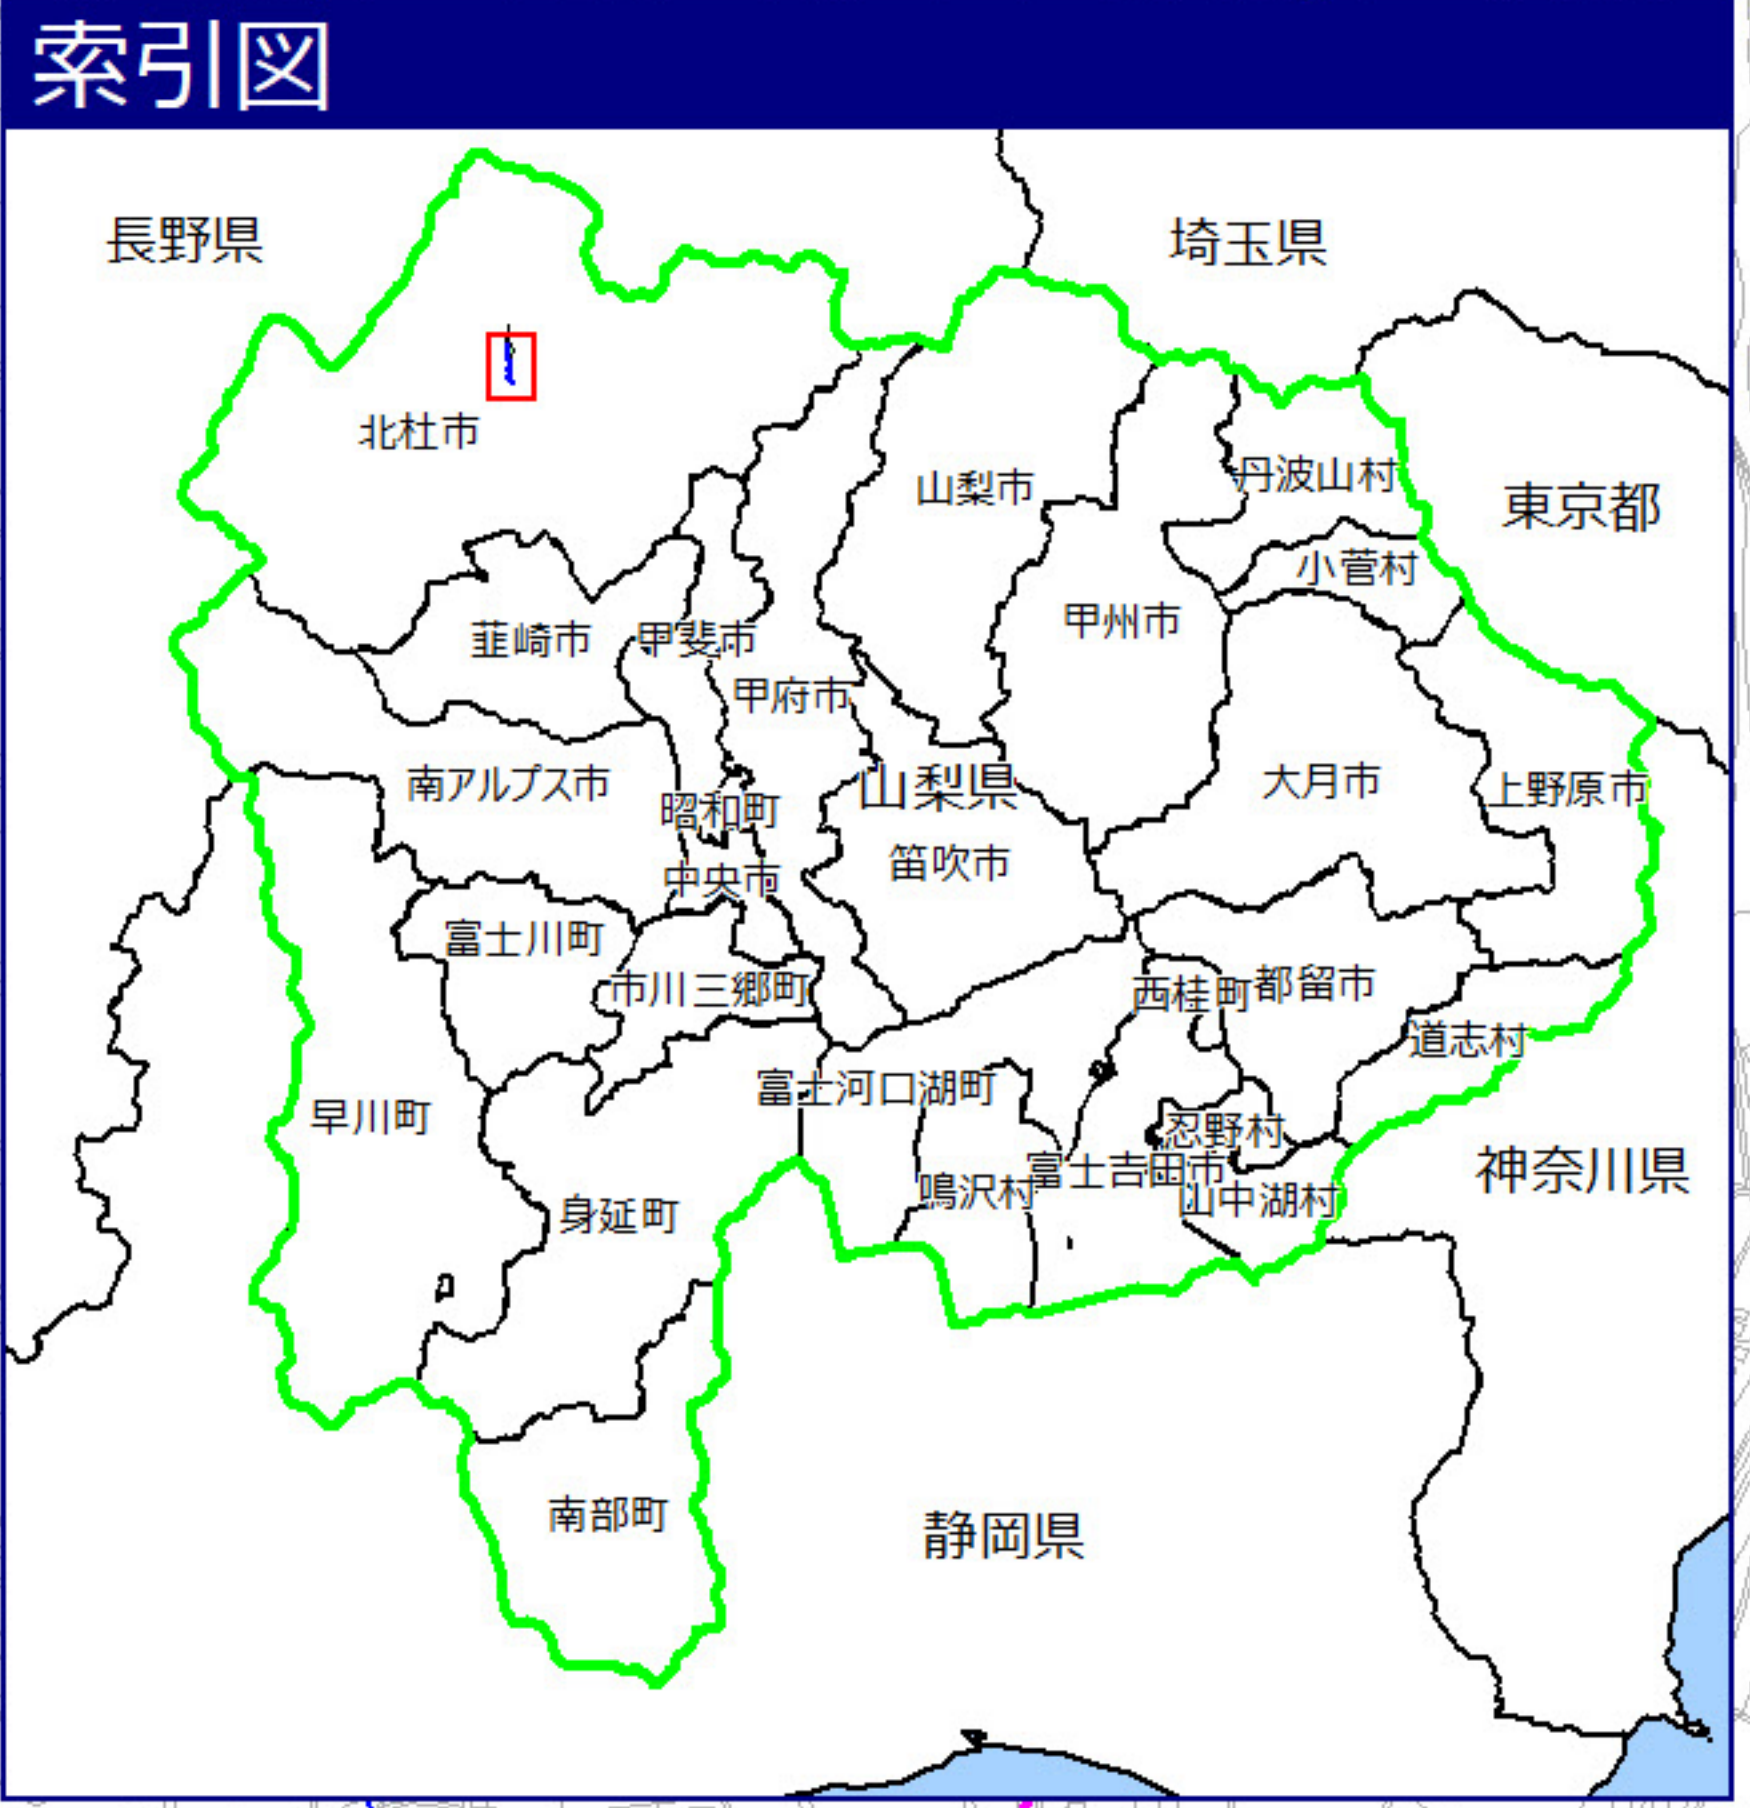 索引図
長野県
埼玉県
北杜市
山梨市
丹波山村
東京都
小菅村
韮崎市
甲斐市
甲州市
甲府市
南アルプス市
昭和町
山梨県
大月市
上野原市
中央市
笛吹市
富士川町
市川三郷町
西桂町
都留市
道志村
早川町
富士河口湖町
忍野村
富士吉田市
神奈川県
鳴沢村
山中湖村
身延町
南部町
静岡県